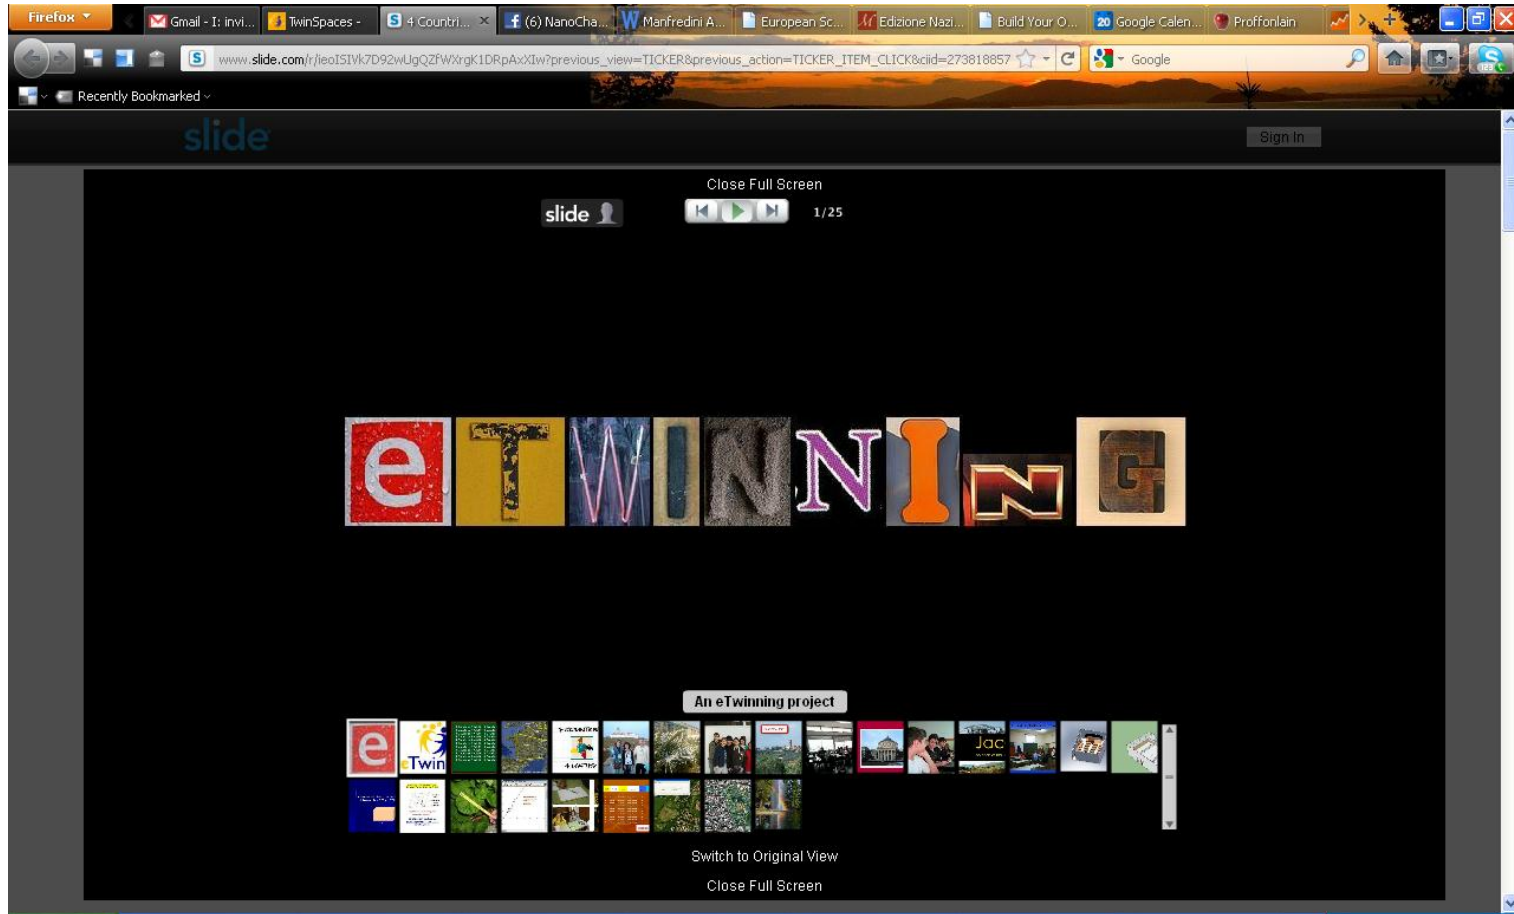 Firefox
Gmail - I: invi...
TwinSpaces -
4 Countri...
(6) NanoCha...
Manfredini A...
European Sc...
Edizione Nazi...
Build Your O...
20 Google Calen...
Proffonlain
www.slide.com/r/ieoISIVk7D92wUgQZfWXrgK1DRpAxXIw?previous_view=TICKER&previous_action=TICKER_ITEM_CLICK&ciid=273818857
Google
Recently Bookmarked
slide
Sign In
Close Full Screen
slide
1/25
eTWINNING
An eTwinning project
e
eTwin
Jac
Switch to Original View
Close Full Screen